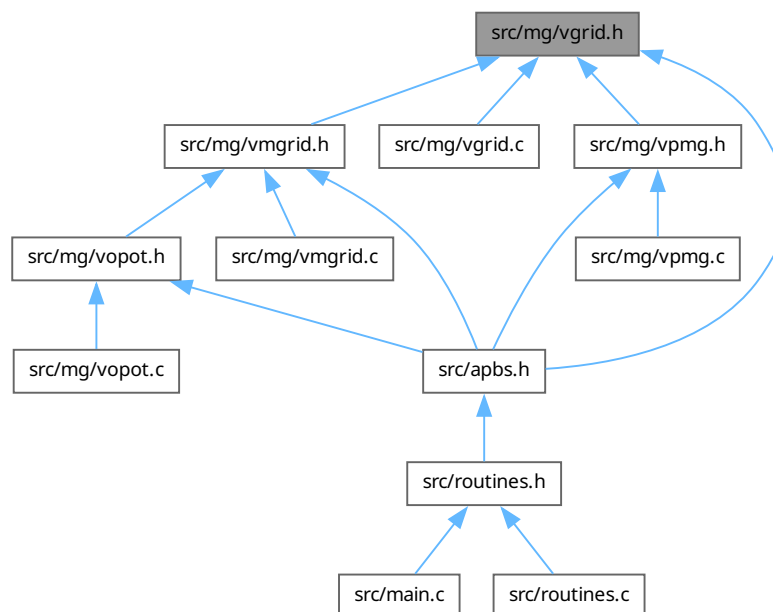 src/mg/vgrid.h
src/mg/vmgrid.h
src/mg/vgrid.c
src/mg/vpmg.h
src/mg/vopot.h
src/mg/vmgrid.c
src/mg/vpmg.c
src/mg/vopot.c
src/apbs.h
src/routines.h
src/main.c
src/routines.c